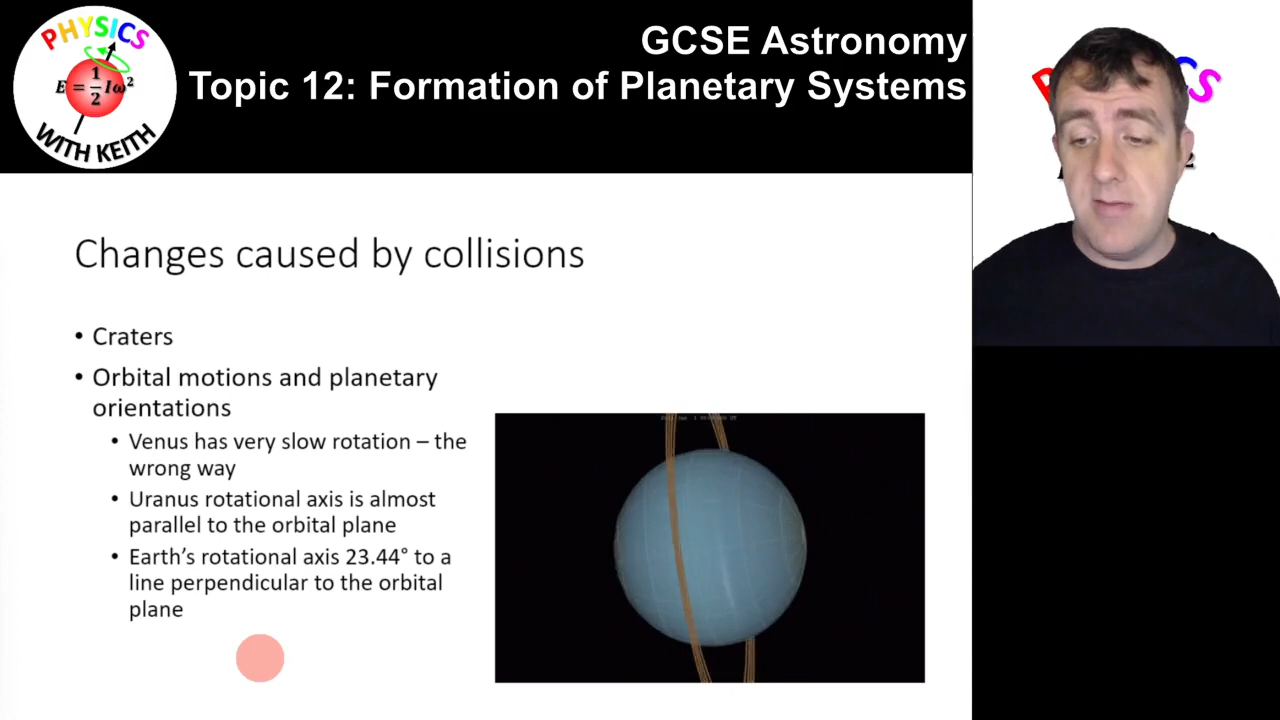 PHYSICS
E = 1/2 Iω²
WITH KEITH
GCSE Astronomy
Topic 12: Formation of Planetary Systems
Changes caused by collisions
• Craters
• Orbital motions and planetary
orientations
• Venus has very slow rotation – the
wrong way
• Uranus rotational axis is almost
parallel to the orbital plane
• Earth’s rotational axis 23.44° to a
line perpendicular to the orbital
plane